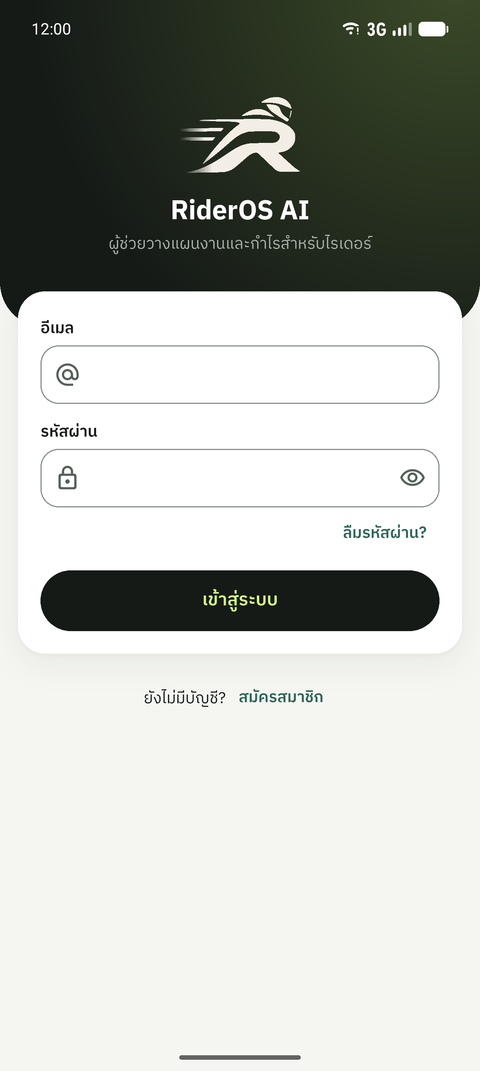 12:00
3G
RiderOS AI
ผู้ช่วยวางแผนงานและกำไรสำหรับไรเดอร์
อีเมล
รหัสผ่าน
ลืมรหัสผ่าน?
เข้าสู่ระบบ
ยังไม่มีบัญชี? สมัครสมาชิก